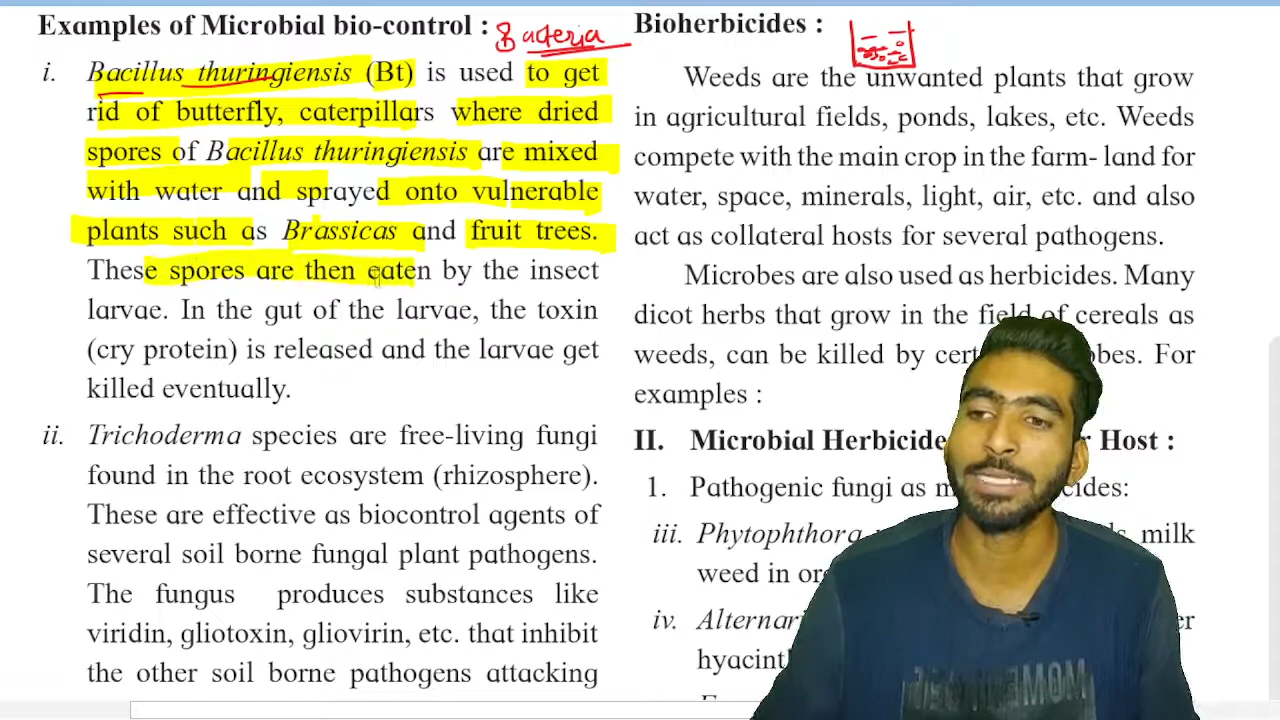 Examples of Microbial bio-control :
Bacteria
i. Bacillus thuringiensis (Bt) is used to get
rid of butterfly, caterpillars where dried
spores of Bacillus thuringiensis are mixed
with water and sprayed onto vulnerable
plants such as Brassicas and fruit trees.
These spores are then eaten by the insect
larvae. In the gut of the larvae, the toxin
(cry protein) is released and the larvae get
killed eventually.
ii. Trichoderma species are free-living fungi
found in the root ecosystem (rhizosphere).
These are effective as biocontrol agents of
several soil borne fungal plant pathogens.
The fungus produces substances like
viridin, gliotoxin, gliovirin, etc. that inhibit
the other soil borne pathogens attacking
Bioherbicides :
Weeds are the unwanted plants that grow
in agricultural fields, ponds, lakes, etc. Weeds
compete with the main crop in the farm- land for
water, space, minerals, light, air, etc. and also
act as collateral hosts for several pathogens.
Microbes are also used as herbicides. Many
dicot herbs that grow in the field of cereals as
weeds, can be killed by For
examples :
II. Microbial Host :
1. Pathogenic fungi as
iii. Phytophthora milk
weed in
iv.